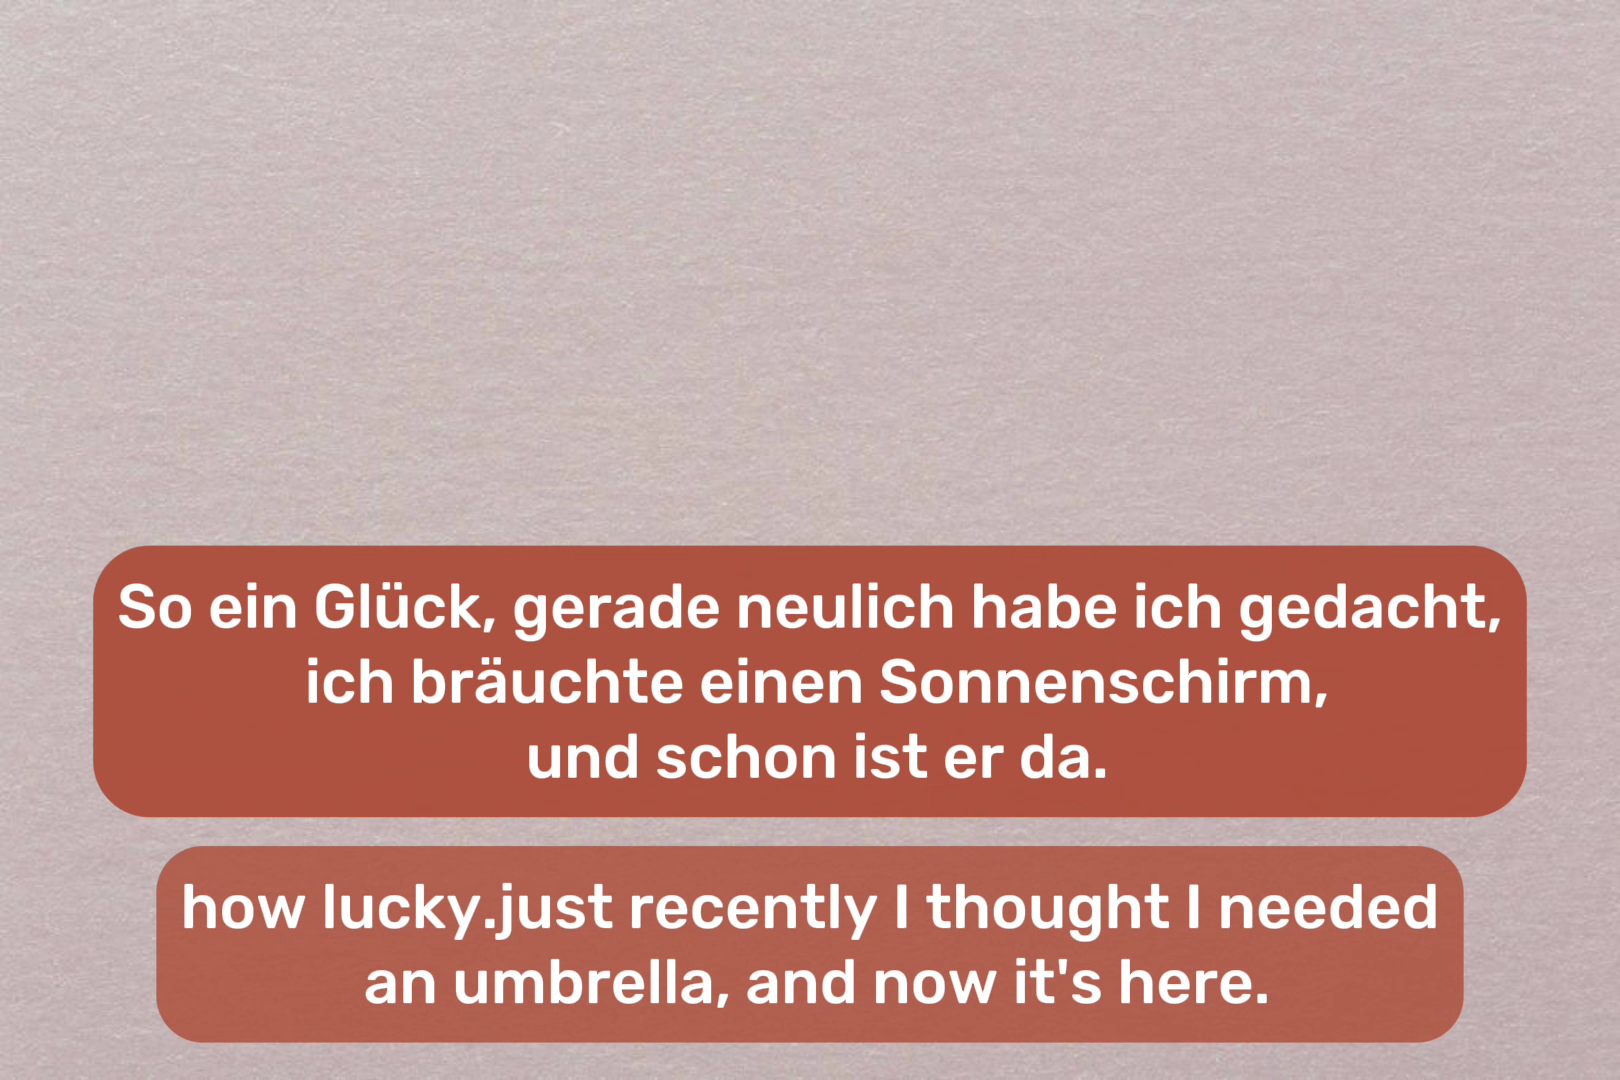 So ein Glück, gerade neulich habe ich gedacht,
ich bräuchte einen Sonnenschirm,
und schon ist er da.
how lucky.just recently I thought I needed
an umbrella, and now it's here.